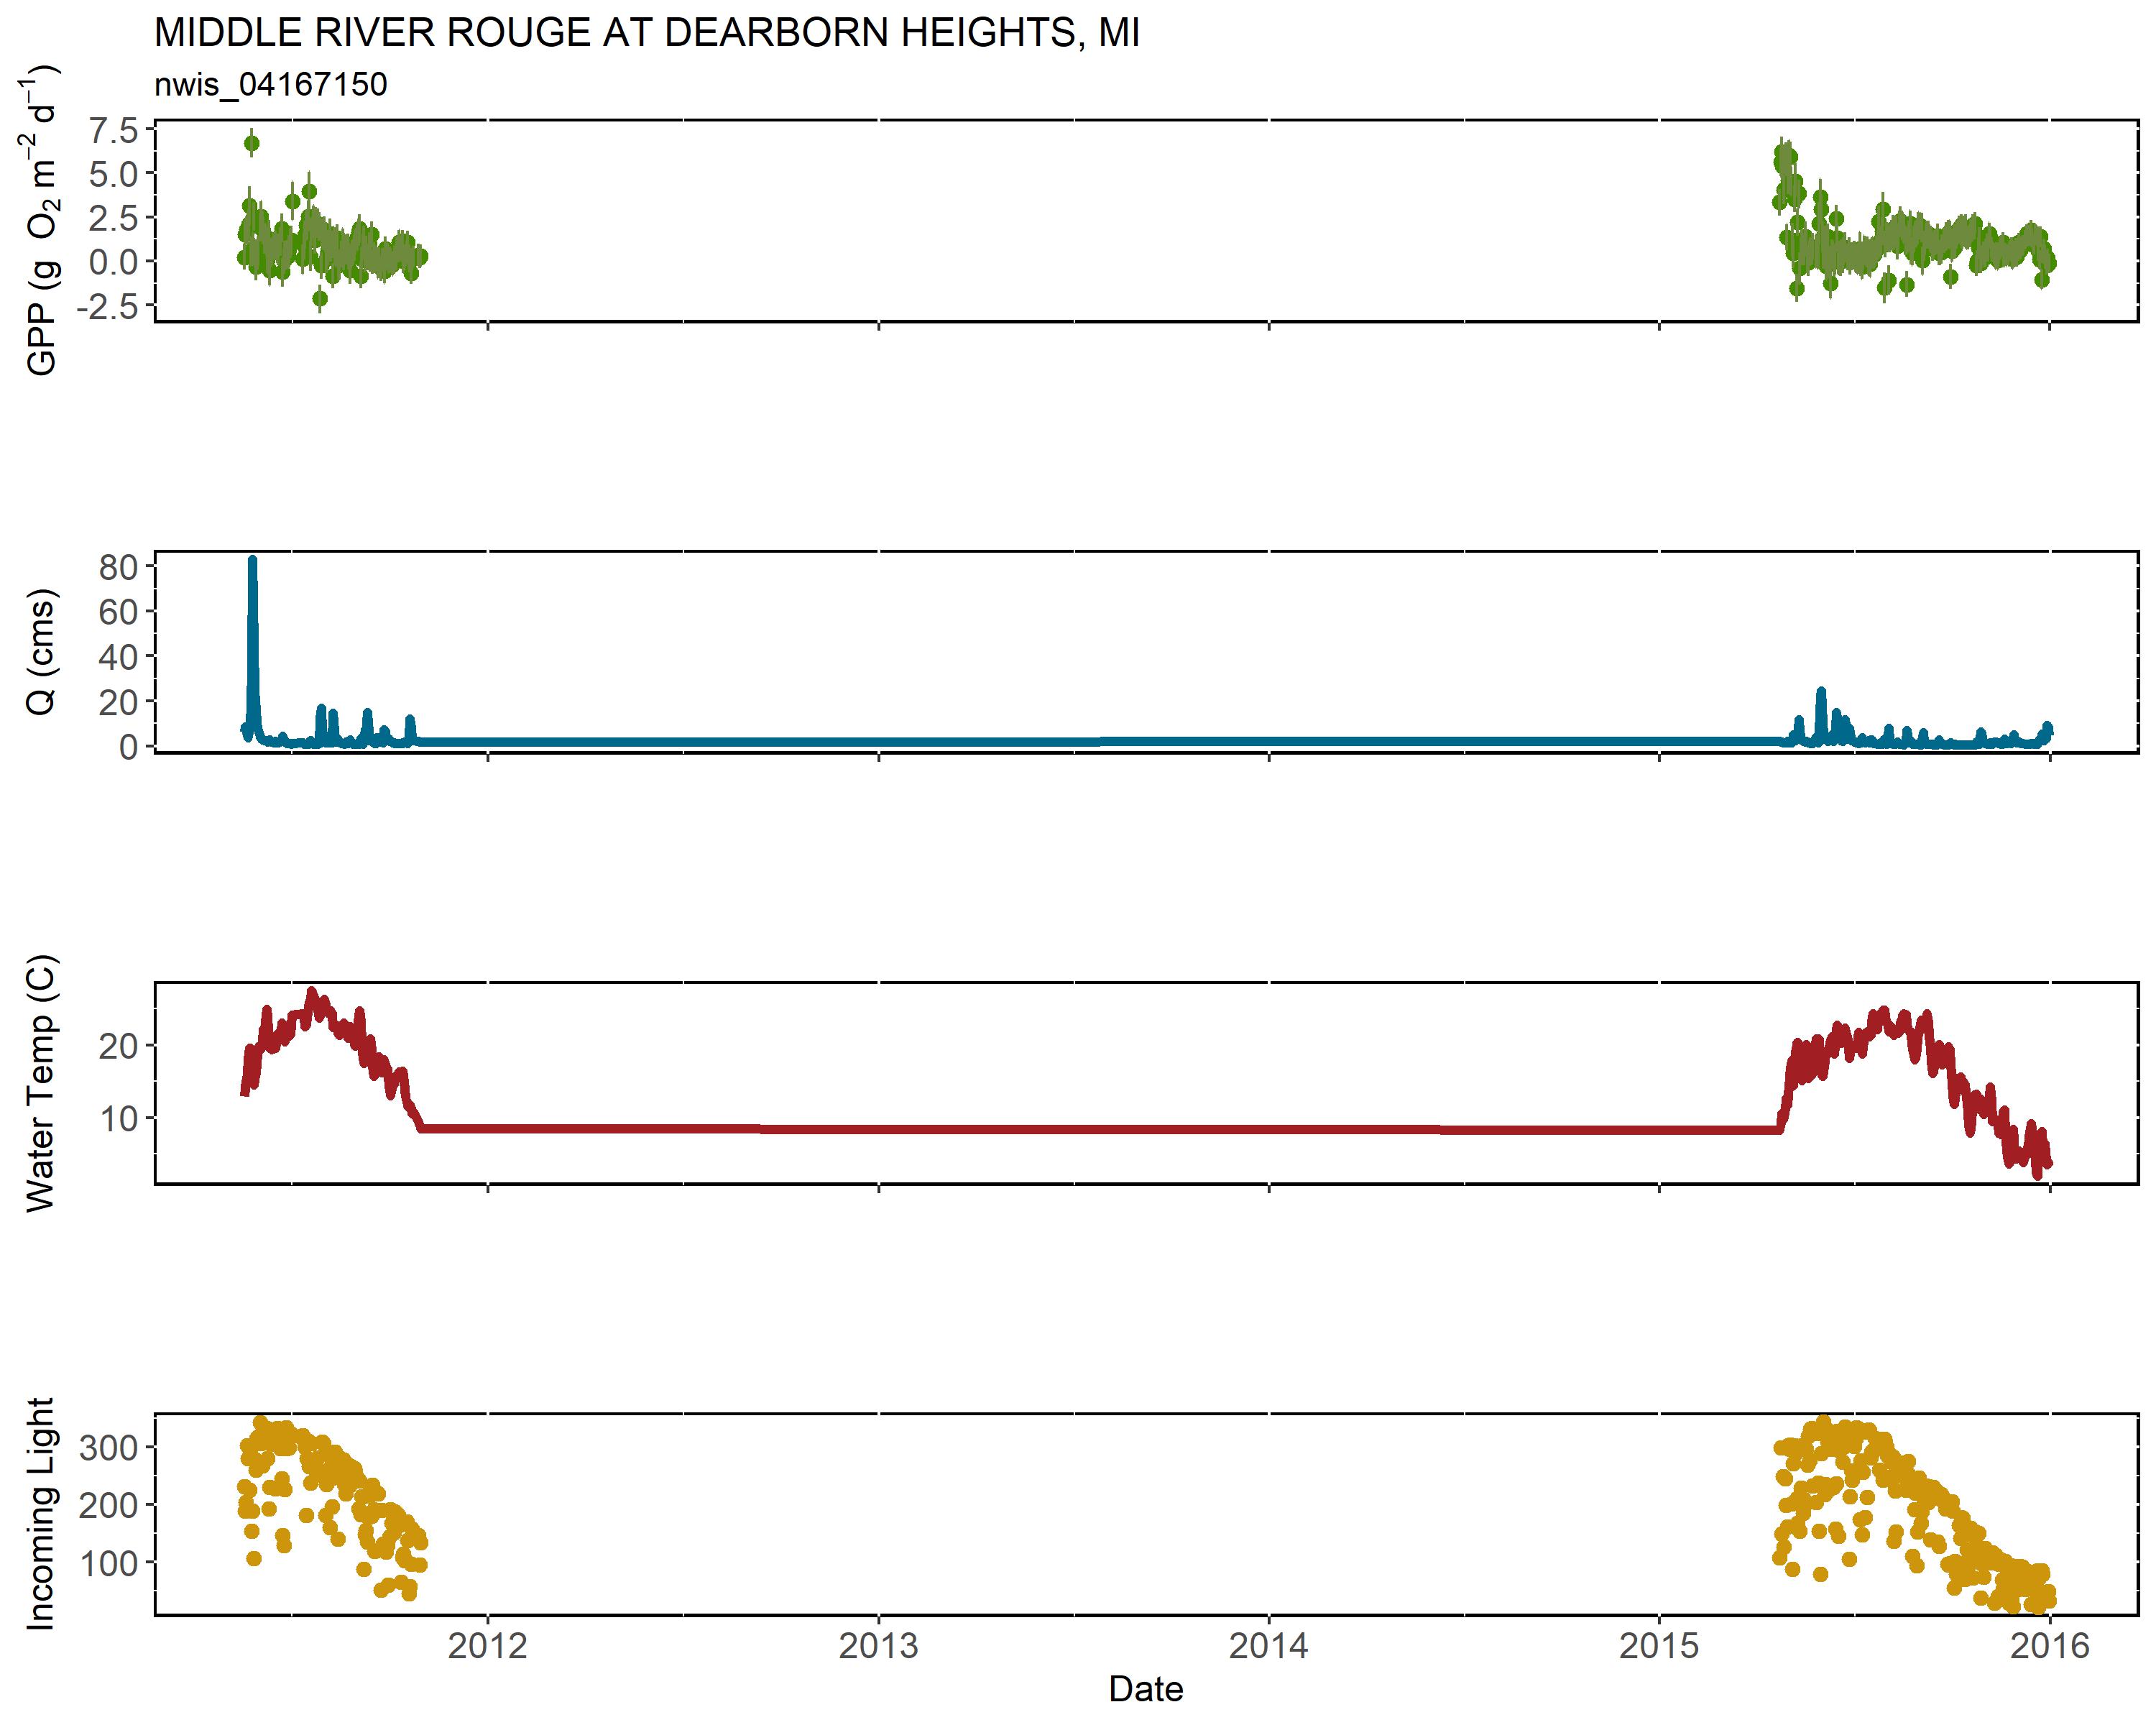 MIDDLE RIVER ROUGE AT DEARBORN HEIGHTS, MI
nwis_04167150
GPP (g O₂ m⁻² d⁻¹)
7.5
5.0
2.5
0.0
-2.5
Q (cms)
80
60
40
20
0
Water Temp (C)
20
10
Incoming Light
300
200
100
2012 2013 2014 2015 2016
Date